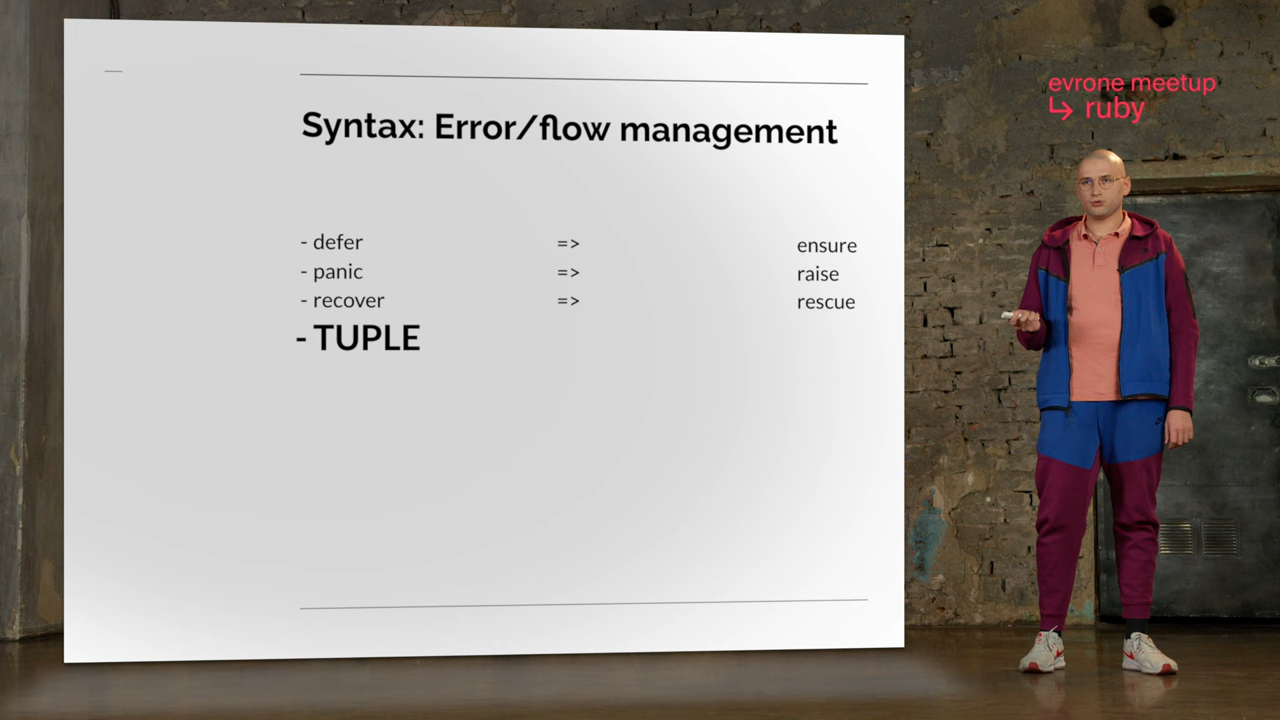 Syntax: Error/flow management
- defer => ensure
- panic => raise
- recover => rescue
- TUPLE
evrone meetup
↳ ruby